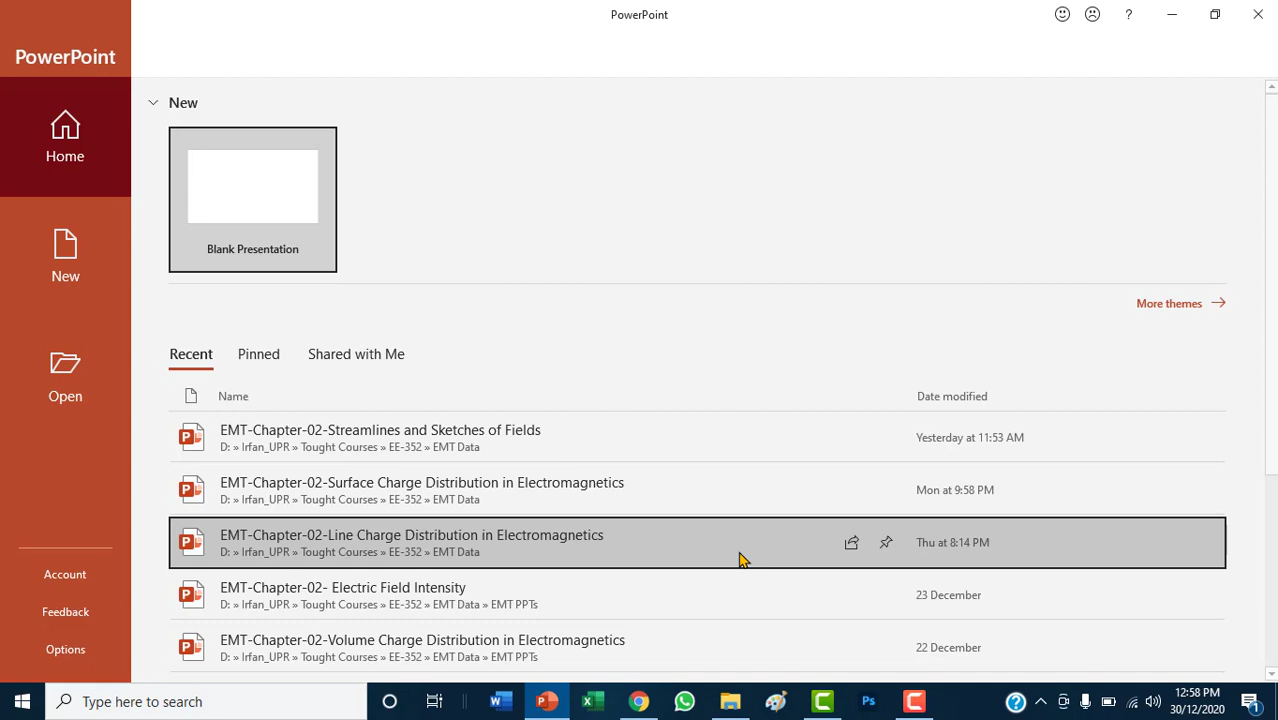 PowerPoint
?
PowerPoint
Home
New
Open
Account
Feedback
Options
New
Blank Presentation
More themes
Recent
Pinned
Shared with Me
Name
Date modified
EMT-Chapter-02-Streamlines and Sketches of Fields
D: » Irfan_UPR » Tought Courses » EE-352 » EMT Data
Yesterday at 11:53 AM
EMT-Chapter-02-Surface Charge Distribution in Electromagnetics
D: » Irfan_UPR » Tought Courses » EE-352 » EMT Data
Mon at 9:58 PM
EMT-Chapter-02-Line Charge Distribution in Electromagnetics
D: » Irfan_UPR » Tought Courses » EE-352 » EMT Data
Thu at 8:14 PM
EMT-Chapter-02- Electric Field Intensity
D: » Irfan_UPR » Tought Courses » EE-352 » EMT Data » EMT PPTs
23 December
EMT-Chapter-02-Volume Charge Distribution in Electromagnetics
D: » Irfan_UPR » Tought Courses » EE-352 » EMT Data » EMT PPTs
22 December
Type here to search
Ps
12:58 PM
30/12/2020
1